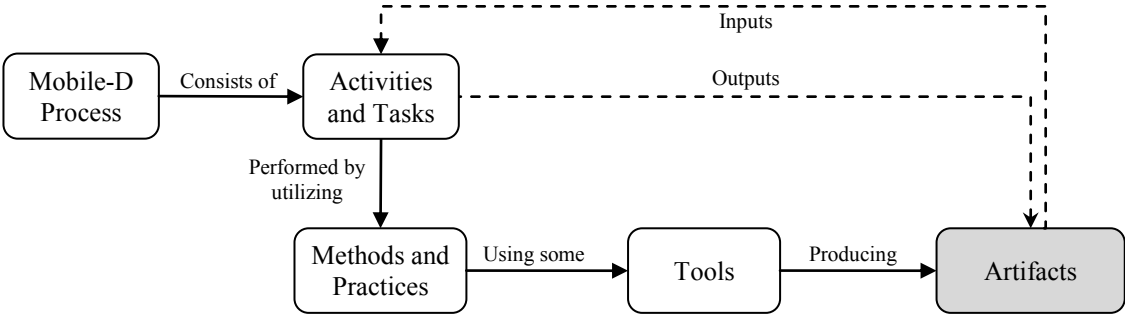 Inputs
Mobile-D
Process
Consists of
Activities
and Tasks
Outputs
Performed by
utilizing
Methods and
Practices
Using some
Tools
Producing
Artifacts